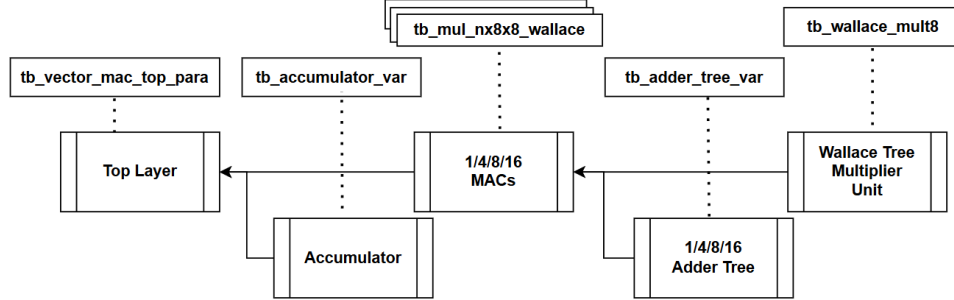 tb_mul_nx8x8_wallace
tb_wallace_mult8
tb_vector_mac_top_para
tb_accumulator_var
tb_adder_tree_var
Top Layer
1/4/8/16
MACs
Wallace Tree
Multiplier
Unit
Accumulator
1/4/8/16
Adder Tree